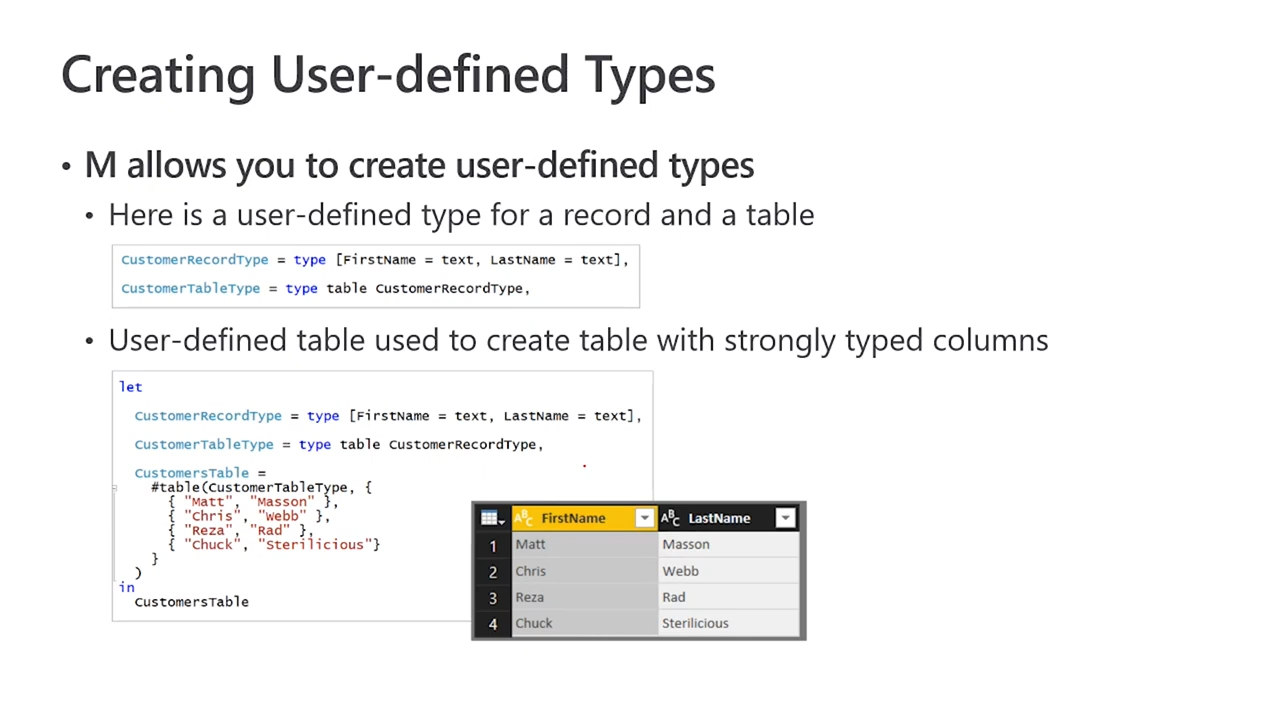 Creating User-defined Types
• M allows you to create user-defined types
• Here is a user-defined type for a record and a table
CustomerRecordType = type [FirstName = text, LastName = text],
CustomerTableType = type table CustomerRecordType,
• User-defined table used to create table with strongly typed columns
let
CustomerRecordType = type [FirstName = text, LastName = text],
CustomerTableType = type table CustomerRecordType,
CustomersTable =
#table(CustomerTableType, {
{ "Matt", "Masson" },
{ "Chris", "Webb" },
{ "Reza", "Rad" },
{ "Chuck", "Sterilicious"}
}
)
in
CustomersTable
ABC FirstName ABC LastName
1 Matt Masson
2 Chris Webb
3 Reza Rad
4 Chuck Sterilicious